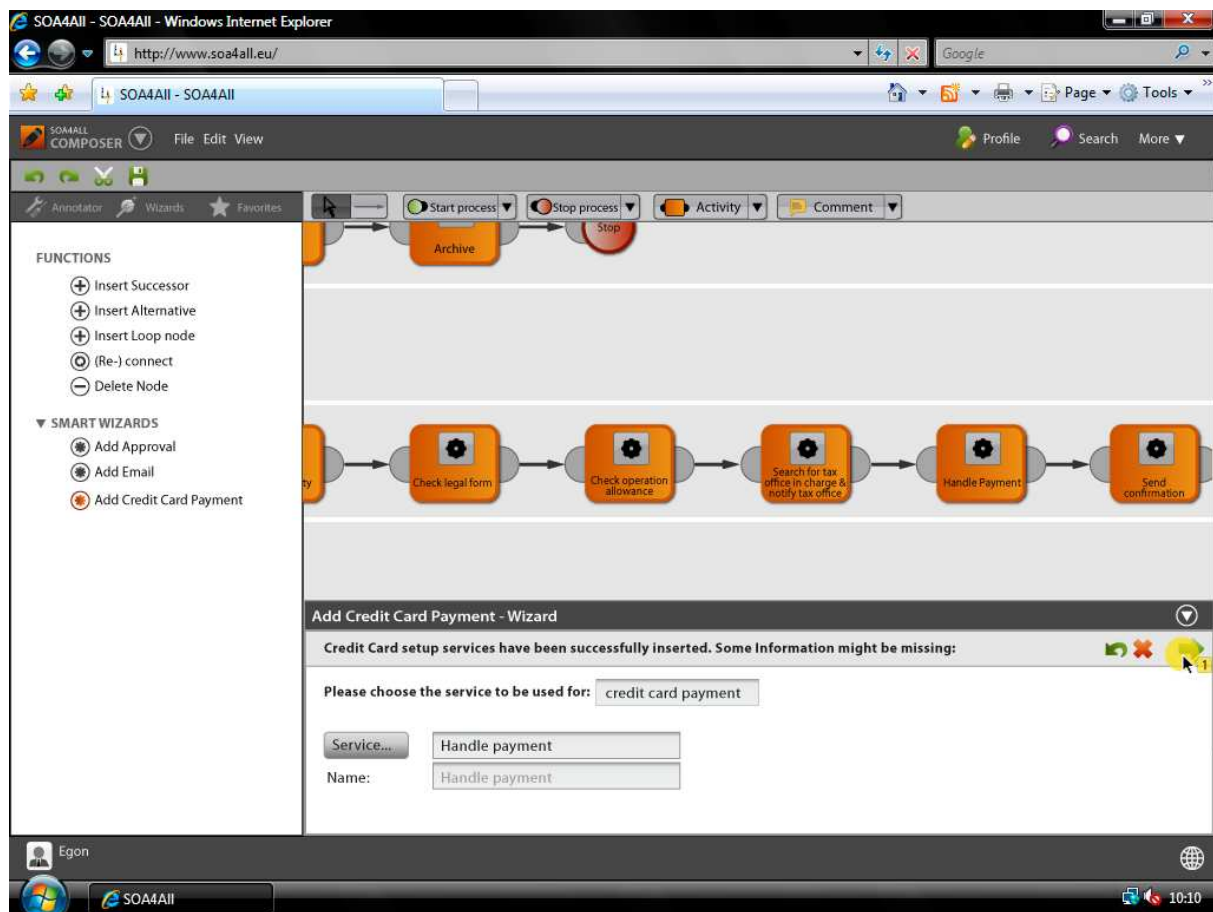 SOA4All - SOA4All - Windows Internet Explorer
http://www.soa4all.eu/
Google
SOA4All - SOA4All
Page
Tools
SOA4ALL
COMPOSER
File Edit View
Profile
Search
More
Annotator
Wizards
Favorites
Start process
Stop process
Activity
Comment
FUNCTIONS
Insert Successor
Insert Alternative
Insert Loop node
(Re-) connect
Delete Node
SMART WIZARDS
Add Approval
Add Email
Add Credit Card Payment
Archive
Stop
ty
Check legal form
Check operation
allowance
Search for tax
office in charge &
notify tax office
Handle Payment
Send
confirmation
Add Credit Card Payment - Wizard
Credit Card setup services have been successfully inserted. Some Information might be missing:
1
Please choose the service to be used for: credit card payment
Service... Handle payment
Name: Handle payment
Egon
SOA4All
10:10